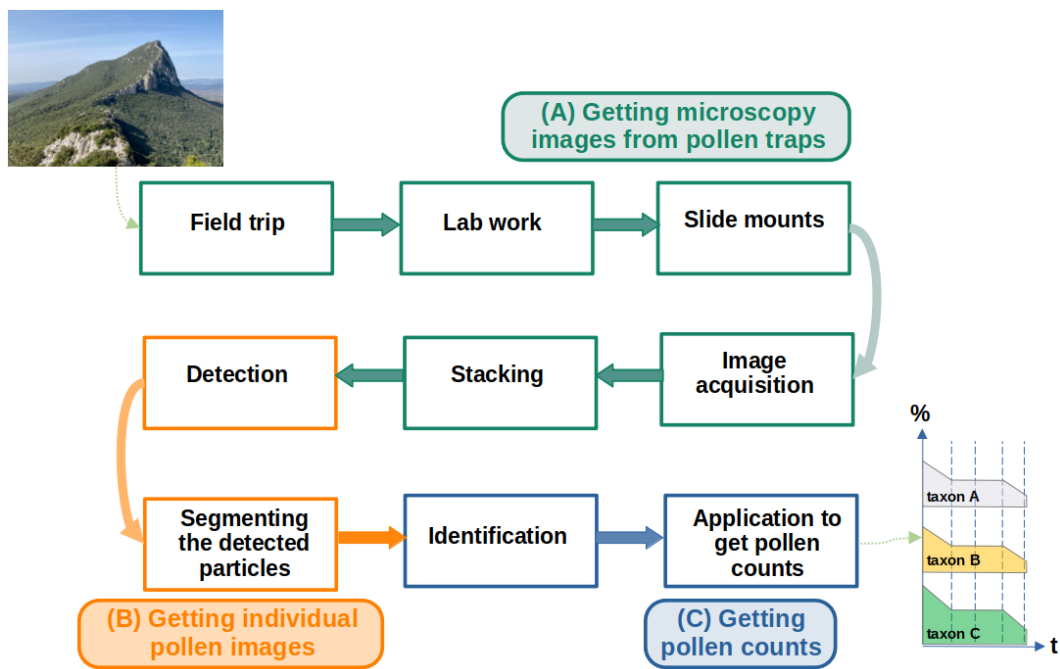 (A) Getting microscopy
images from pollen traps
Field trip
Lab work
Slide mounts
Detection
Stacking
Image
acquisition
Segmenting
the detected
particles
Identification
Application to
get pollen
counts
%
taxon A
taxon B
taxon C
t
(B) Getting individual
pollen images
(C) Getting
pollen counts